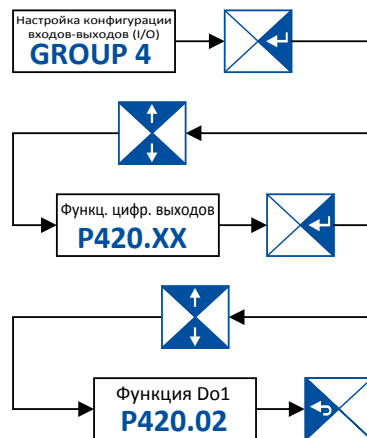 Настройка конфигурации
входов-выходов (I/O)
GROUP 4
Функц. цифр. выходов
P420.XX
Функция Do1
P420.02